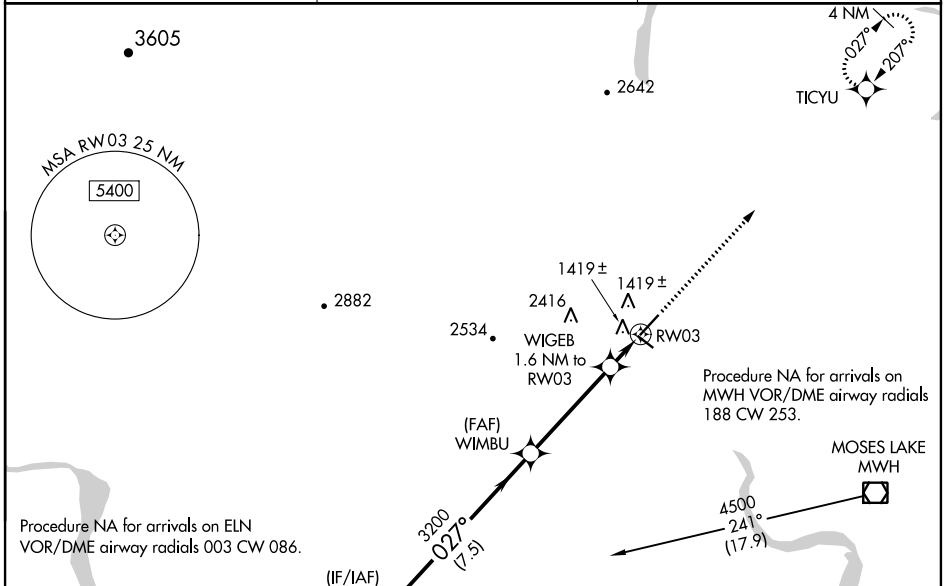 4 NM
027°
207°
TICYU
3605
2642
MSA RW03 25 NM
5400
1419±
1419±
2416
2882
2534
WIGEB
1.6 NM to
RW03
RW03
Procedure NA for arrivals on
MWH VOR/DME airway radials
188 CW 253.
(FAF)
WIMBU
MOSES LAKE
MWH
4500
241°
(17.9)
3200
027°
(7.5)
Procedure NA for arrivals on ELN
VOR/DME airway radials 003 CW 086.
(IF/IAF)